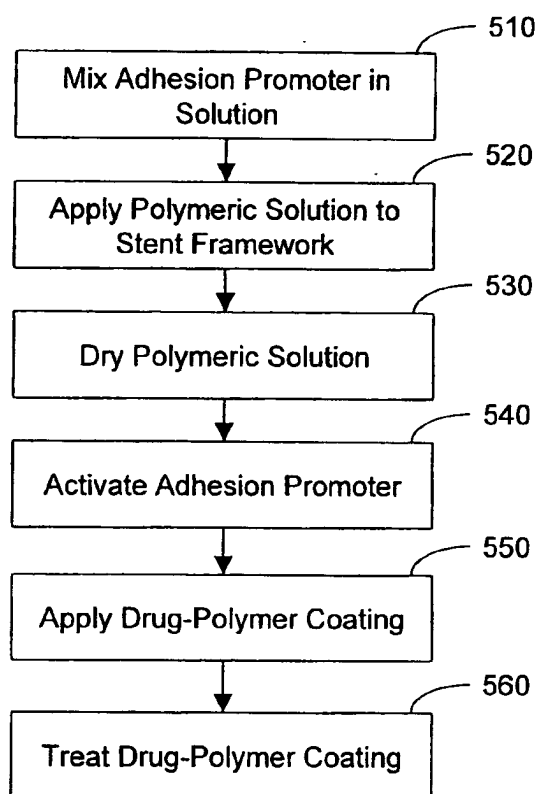 510
Mix Adhesion Promoter in
Solution
520
Apply Polymeric Solution to
Stent Framework
530
Dry Polymeric Solution
540
Activate Adhesion Promoter
550
Apply Drug-Polymer Coating
560
Treat Drug-Polymer Coating